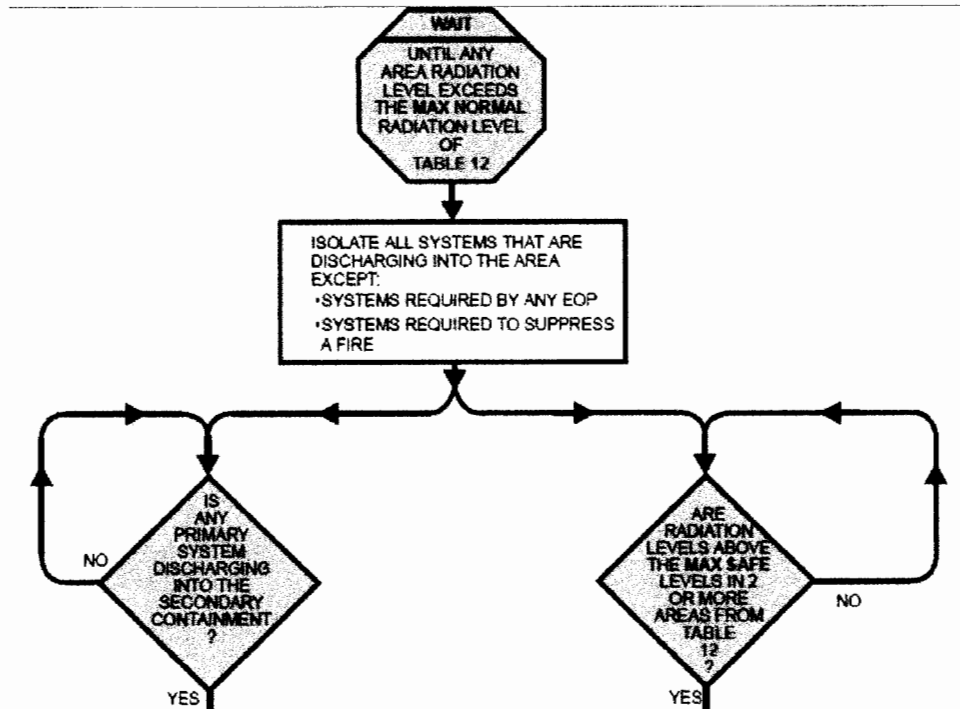 WAIT
UNTIL ANY
AREA RADIATION
LEVEL EXCEEDS
THE MAX NORMAL
RADIATION LEVEL
OF
TABLE 12
ISOLATE ALL SYSTEMS THAT ARE
DISCHARGING INTO THE AREA
EXCEPT:
•SYSTEMS REQUIRED BY ANY EOP
•SYSTEMS REQUIRED TO SUPPRESS
A FIRE
IS
ANY
PRIMARY
SYSTEM
DISCHARGING
INTO THE
SECONDARY
CONTAINMENT
?
NO
YES
ARE
RADIATION
LEVELS ABOVE
THE MAX SAFE
LEVELS IN 2
OR MORE
AREAS FROM
TABLE
12
?
NO
YES